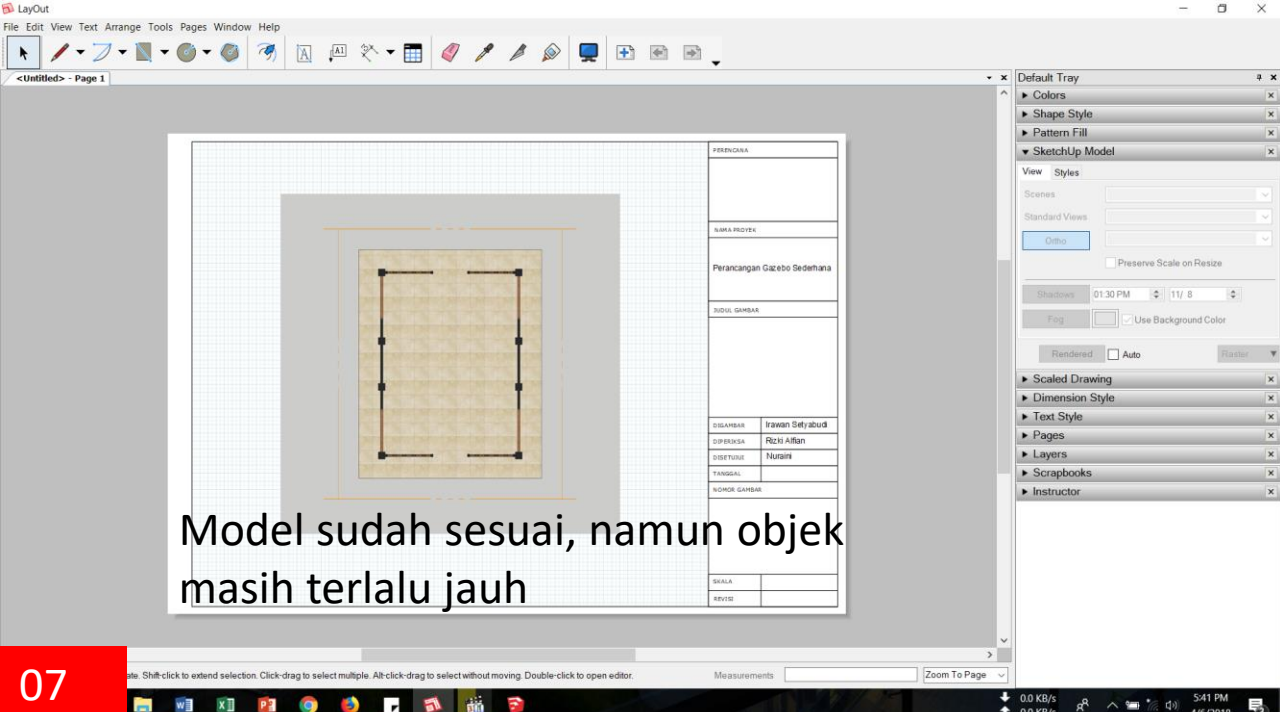 LayOut
File Edit View Text Arrange Tools Pages Window Help
<Untitled> - Page 1
Default Tray
Colors
Shape Style
Pattern Fill
SketchUp Model
View Styles
Scenes
Standard Views
Ortho
Preserve Scale on Resize
Shadows 01:30 PM 11/ 8
Fog Use Background Color
Rendered Auto Raster
Scaled Drawing
Dimension Style
Text Style
Pages
Layers
Scrapbooks
Instructor
PERENCANA
NAMA PROYEK
Perancangan Gazebo Sederhana
JUDUL GAMBAR
DIGAMBAR Irawan Setyabudi
DIPERIKSA Rizki Alfian
DISETUJUI Nuraini
TANGGAL
NOMOR GAMBAR
SKALA
REVISI
Model sudah sesuai, namun objek
masih terlalu jauh
07
Shift-click to extend selection. Click-drag to select multiple. Alt-click-drag to select without moving. Double-click to open editor.
Measurements
Zoom To Page
0.0 KB/s
5:41 PM